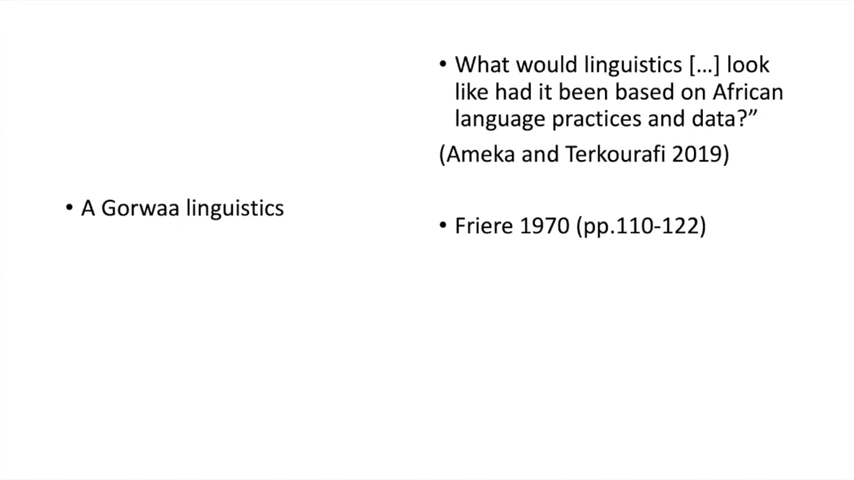 • A Gorwaa linguistics
• What would linguistics […] look
like had it been based on African
language practices and data?”
(Ameka and Terkourafi 2019)
• Friere 1970 (pp.110-122)